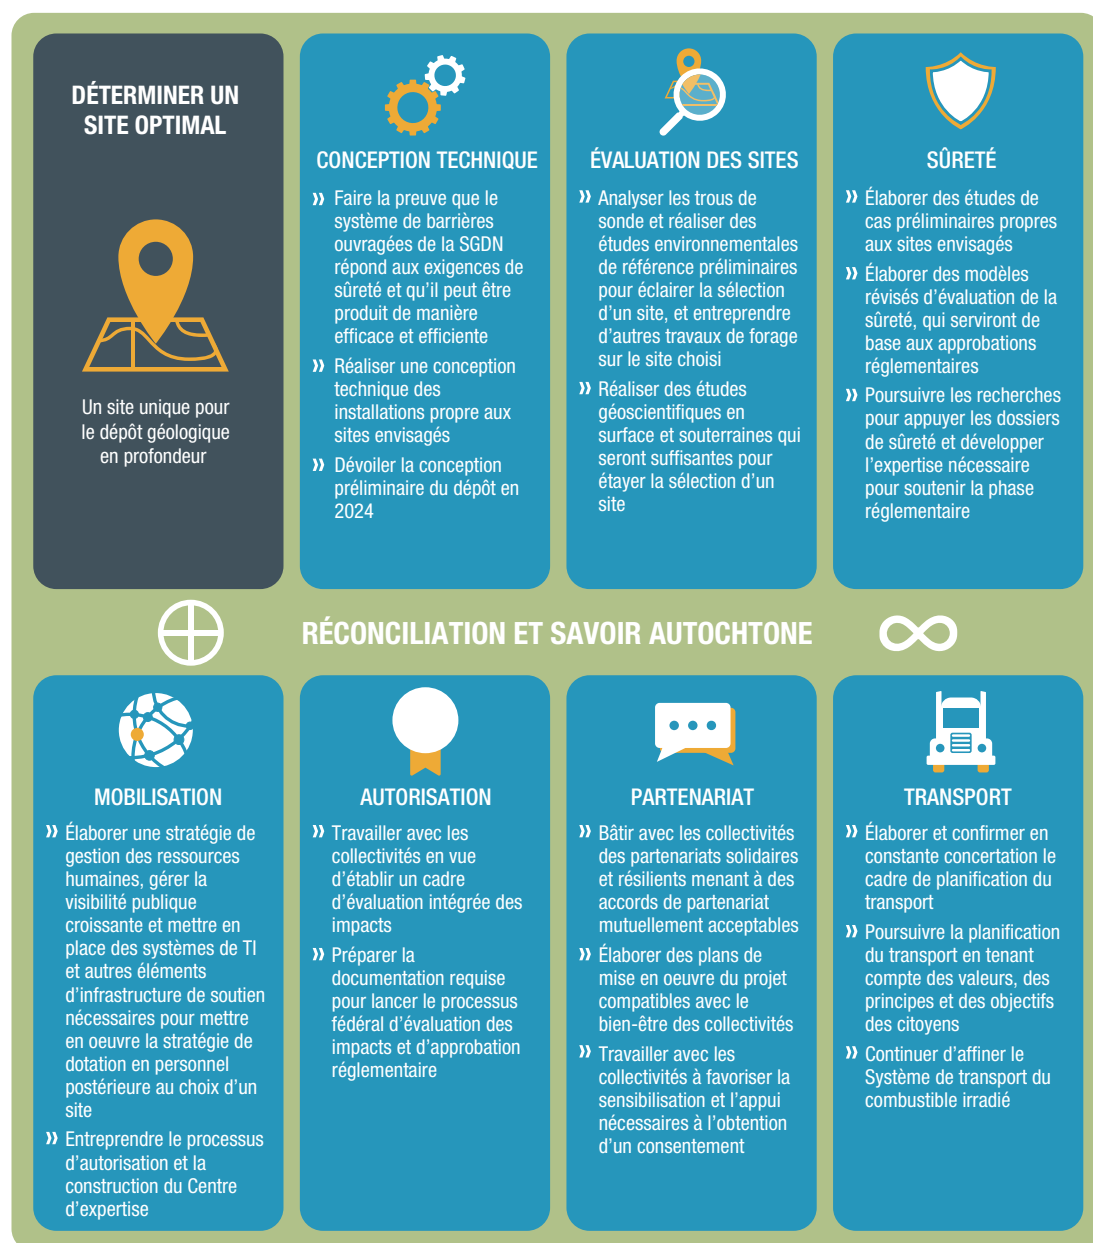 DÉTERMINER UN
SITE OPTIMAL
Un site unique pour
le dépôt géologique
en profondeur
CONCEPTION TECHNIQUE
» Faire la preuve que le
système de barrières
ouvragées de la SGDN
répond aux exigences de
sûreté et qu'il peut être
produit de manière
efficace et efficiente
» Réaliser une conception
technique des
installations propre aux
sites envisagés
» Dévoiler la conception
préliminaire du dépôt en
2024
ÉVALUATION DES SITES
» Analyser les trous de
sonde et réaliser des
études environnementales
de référence préliminaires
pour éclairer la sélection
d'un site, et entreprendre
d'autres travaux de forage
sur le site choisi
» Réaliser des études
géoscientifiques en
surface et souterraines qui
seront suffisantes pour
étayer la sélection d'un
site
SÛRETÉ
» Élaborer des études de
cas préliminaires propres
aux sites envisagés
» Élaborer des modèles
révisés d'évaluation de la
sûreté, qui serviront de
base aux approbations
réglementaires
» Poursuivre les recherches
pour appuyer les dossiers
de sûreté et développer
l'expertise nécessaire
pour soutenir la phase
réglementaire
RÉCONCILIATION ET SAVOIR AUTOCHTONE
MOBILISATION
» Élaborer une stratégie de
gestion des ressources
humaines, gérer la
visibilité publique
croissante et mettre en
place des systèmes de TI
et autres éléments
d'infrastructure de soutien
nécessaires pour mettre
en oeuvre la stratégie de
dotation en personnel
postérieure au choix d'un
site
» Entreprendre le processus
d'autorisation et la
construction du Centre
d'expertise
AUTORISATION
» Travailler avec les
collectivités en vue
d'établir un cadre
d'évaluation intégrée des
impacts
» Préparer la
documentation requise
pour lancer le processus
fédéral d'évaluation des
impacts et d'approbation
réglementaire
PARTENARIAT
» Bâtir avec les collectivités
des partenariats solidaires
et résilients menant à des
accords de partenariat
mutuellement acceptables
» Élaborer des plans de
mise en oeuvre du projet
compatibles avec le
bien-être des collectivités
» Travailler avec les
collectivités à favoriser la
sensibilisation et l'appui
nécessaires à l'obtention
d'un consentement
TRANSPORT
» Élaborer et confirmer en
constante concertation le
cadre de planification du
transport
» Poursuivre la planification
du transport en tenant
compte des valeurs, des
principes et des objectifs
des citoyens
» Continuer d'affiner le
Système de transport du
combustible irradié